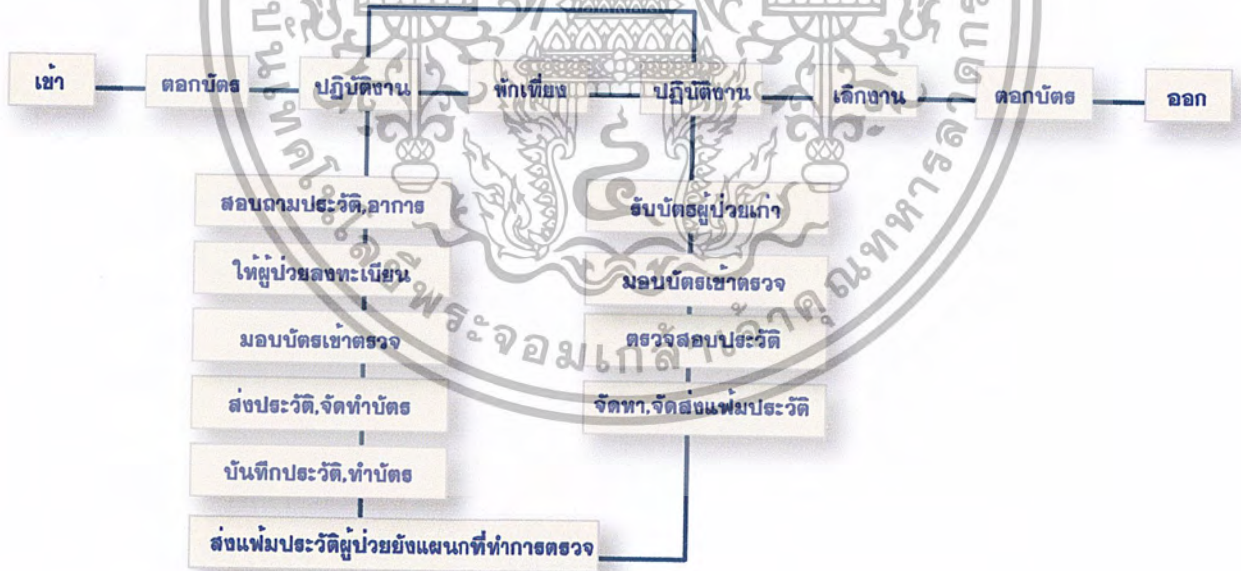 เข้า
ตอกบัตร
ปฏิบัติงาน
พักเที่ยง
ปฏิบัติงาน
เลิกงาน
ตอกบัตร
ออก
สอบถามประวัติ,อาการ
ให้ผู้ป่วยลงทะเบียน
มอบบัตรเข้าตรวจ
ส่งประวัติ,จัดทำบัตร
บันทึกประวัติ,ทำบัตร
ส่งแฟ้มประวัติผู้ป่วยยังแผนกที่ทำการตรวจ
รับบัตรผู้ป่วยเก่า
มอบบัตรเข้าตรวจ
ตรวจสอบประวัติ
จัดหา,จัดส่งแฟ้มประวัติ
พระจอมเกล้าเจ้าคุณทหารลาดกร